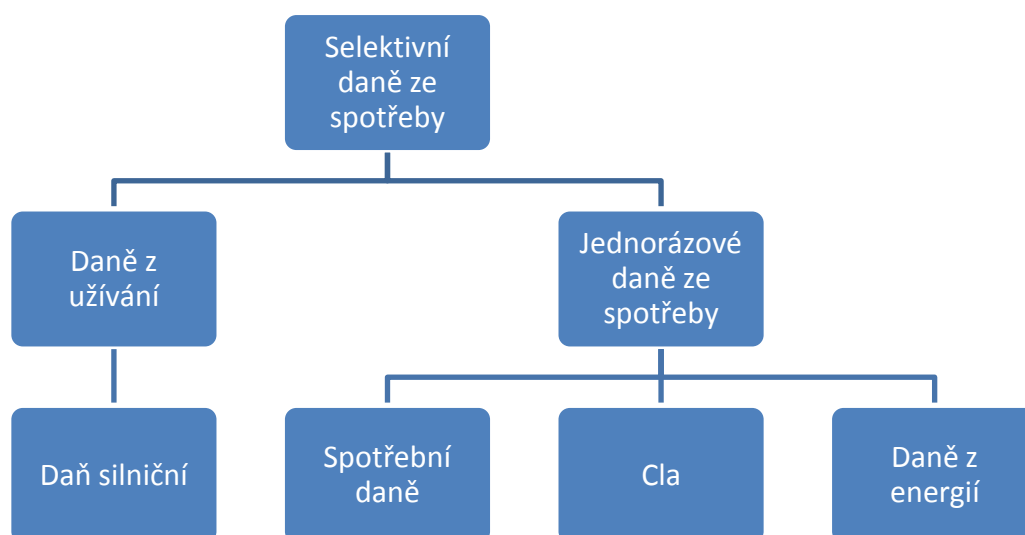 Selektivní
daně ze
spotřeby
Daně z
užívání
Jednorázové
daně ze
spotřeby
Daň silniční
Spotřební
daně
Cla
Daně z
energií